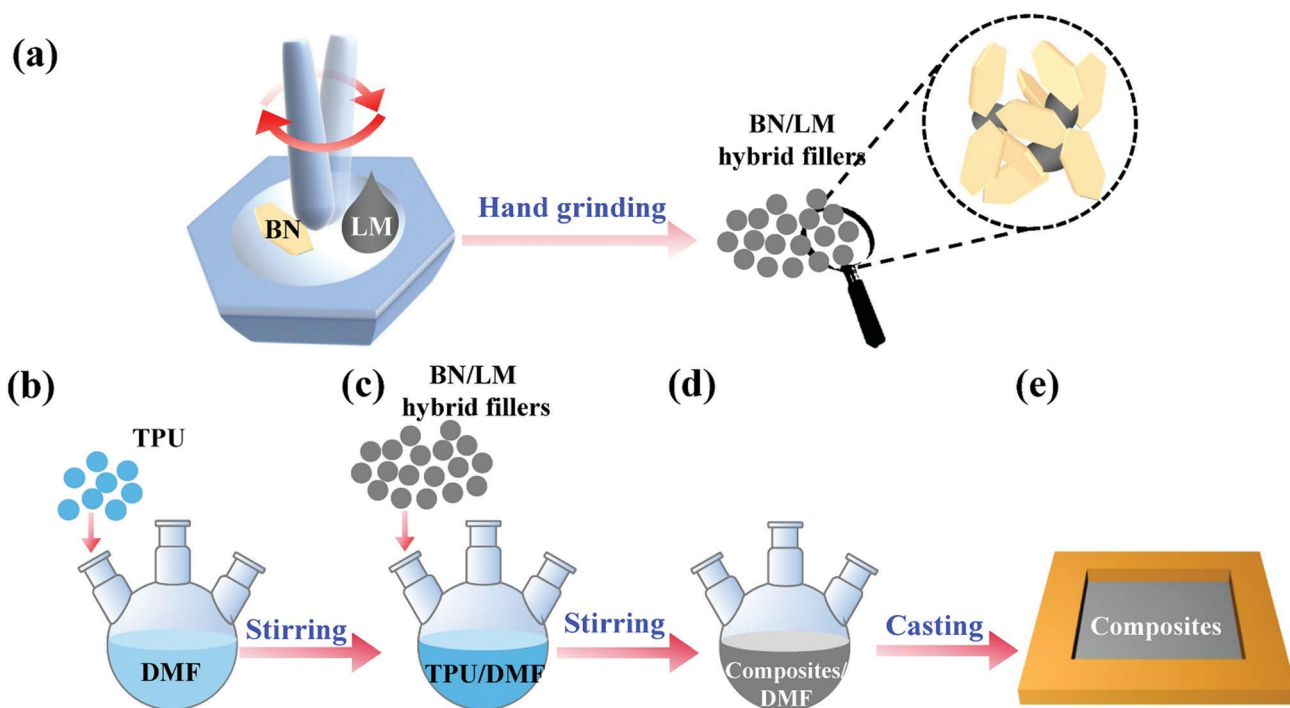 (a)
BN
LM
Hand grinding
BN/LM
hybrid fillers
(b)
TPU
DMF
Stirring
(c)
BN/LM
hybrid fillers
TPU/DMF
Stirring
(d)
Composites/
DMF
Casting
(e)
Composites